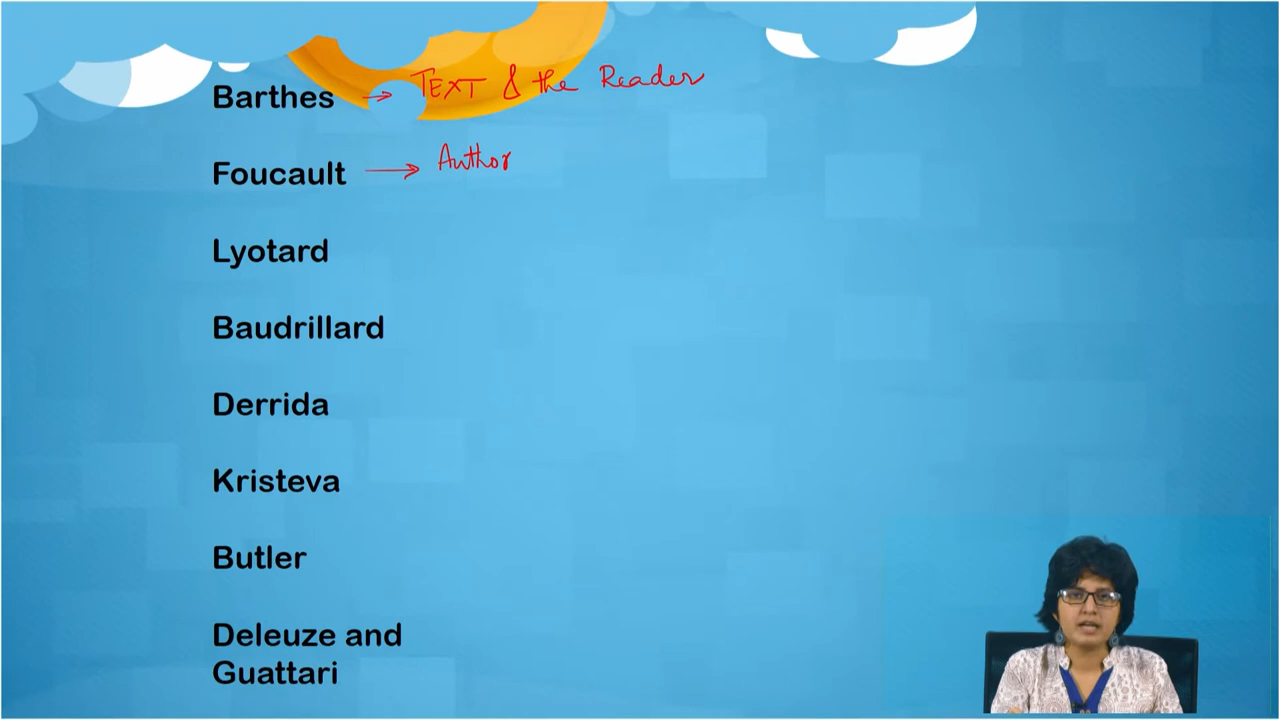 Barthes → TEXT & the Reader
Foucault → Author
Lyotard
Baudrillard
Derrida
Kristeva
Butler
Deleuze and
Guattari